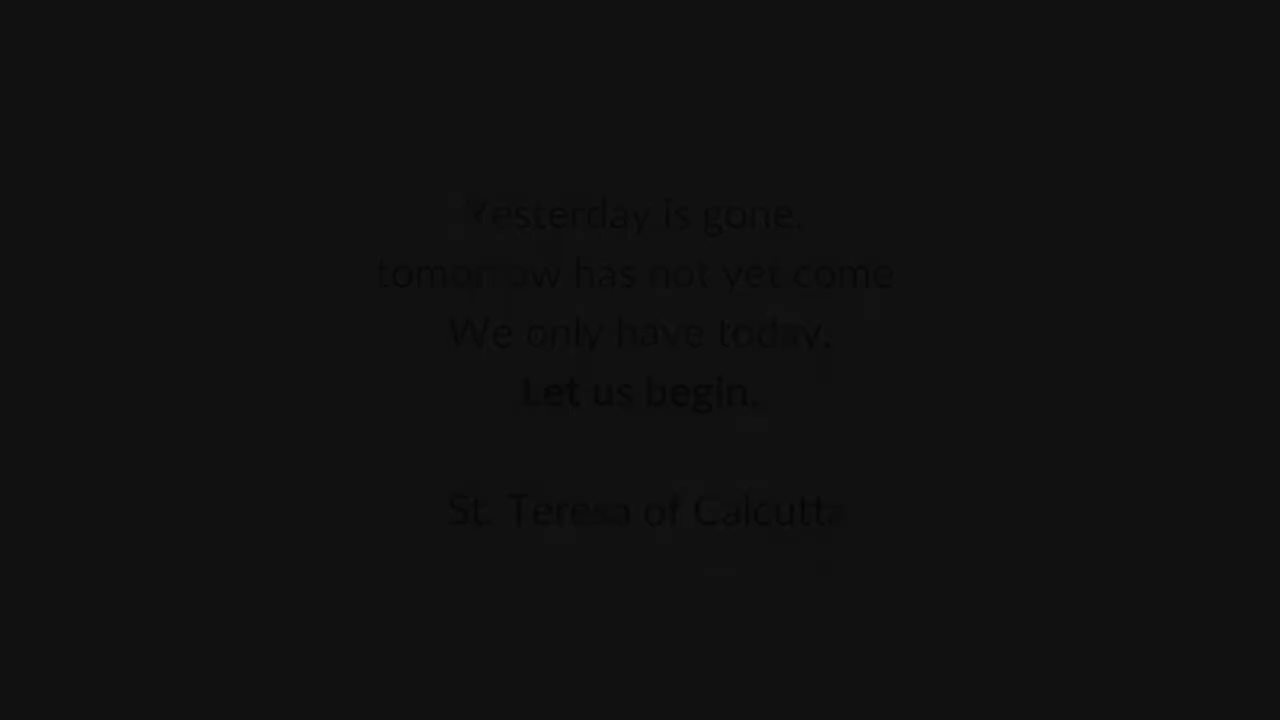 Yesterday is gone.
tomorrow has not yet come
We only have today.
Let us begin.
St. Teresa of Calcutta